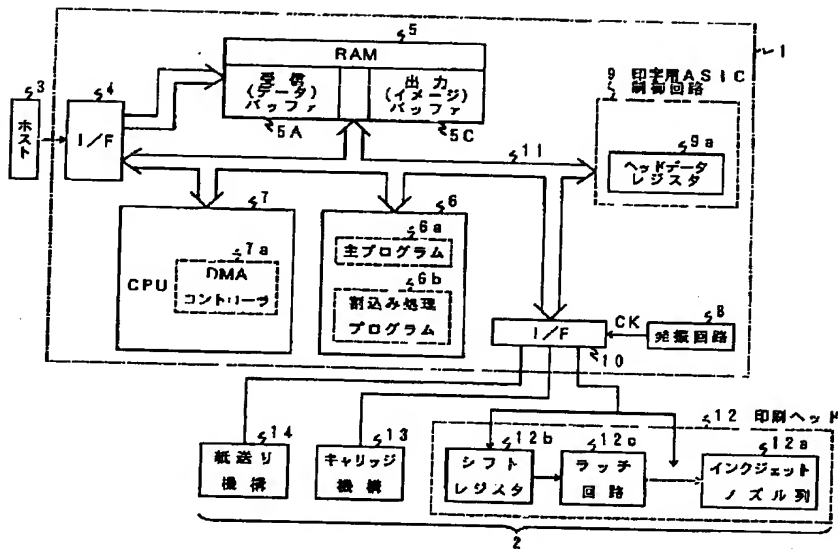 5
RAM
受信
(データ)
バッファ
5A
出力
(イメージ)
バッファ
5C
1
3
ホスト
4
I/F
9 印字用ASIC
制御回路
9a
ヘッドデータ
レジスタ
11
7
CPU
7a
DMA
コントローラ
6
6a
主プログラム
6b
割込み処理
プログラム
I/F
10
CK
8
発振回路
14
紙送り
機構
13
キャリッジ
機構
12 印刷ヘッド
12b
シフト
レジスタ
12c
ラッチ
回路
12a
インクジェット
ノズル列
2